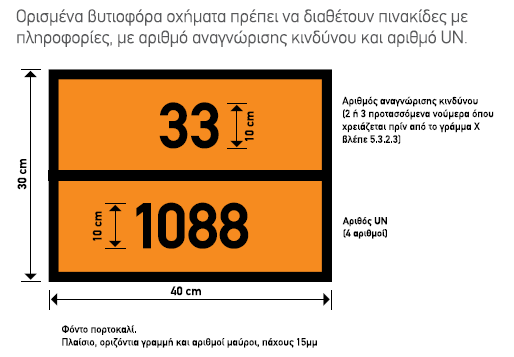 Ορισμένα βυτιοφόρα οχήματα πρέπει να διαθέτουν πινακίδες με
πληροφορίες, με αριθμό αναγνώρισης κινδύνου και αριθμό UN.
33
10 cm
Αριθμός αναγνώρισης κινδύνου
(2 ή 3 προτασσόμενα νούμερα όπου
χρειάζεται πρίν από το γράμμα Χ
βλέπε 5.3.2.3)
30 cm
1088
10 cm
Αριθός UN
(4 αριθμοί)
40 cm
Φόντο πορτοκαλί.
Πλαίσιο, οριζόντια γραμμή και αριθμοί μαύροι, πάχους 15μμ